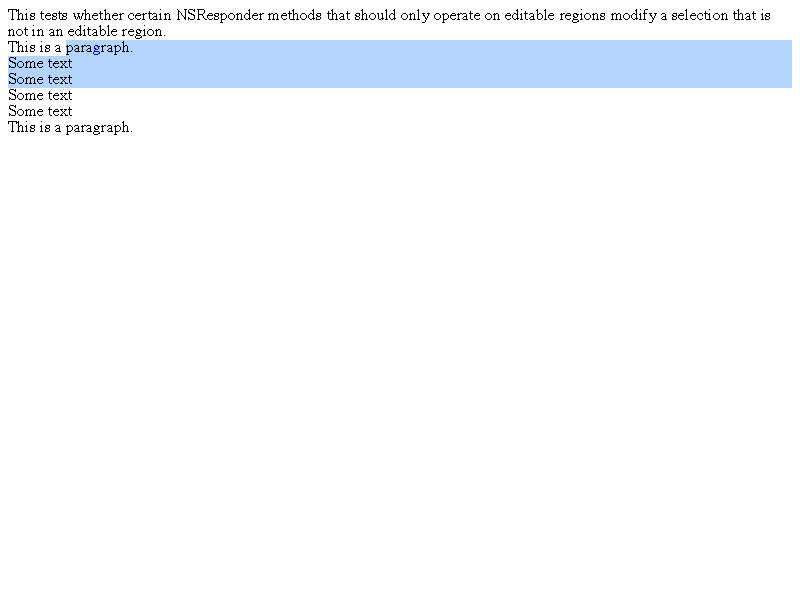 This tests whether certain NSResponder methods that should only operate on editable regions modify a selection that is
not in an editable region.
This is a paragraph.
Some text
Some text
Some text
Some text
This is a paragraph.